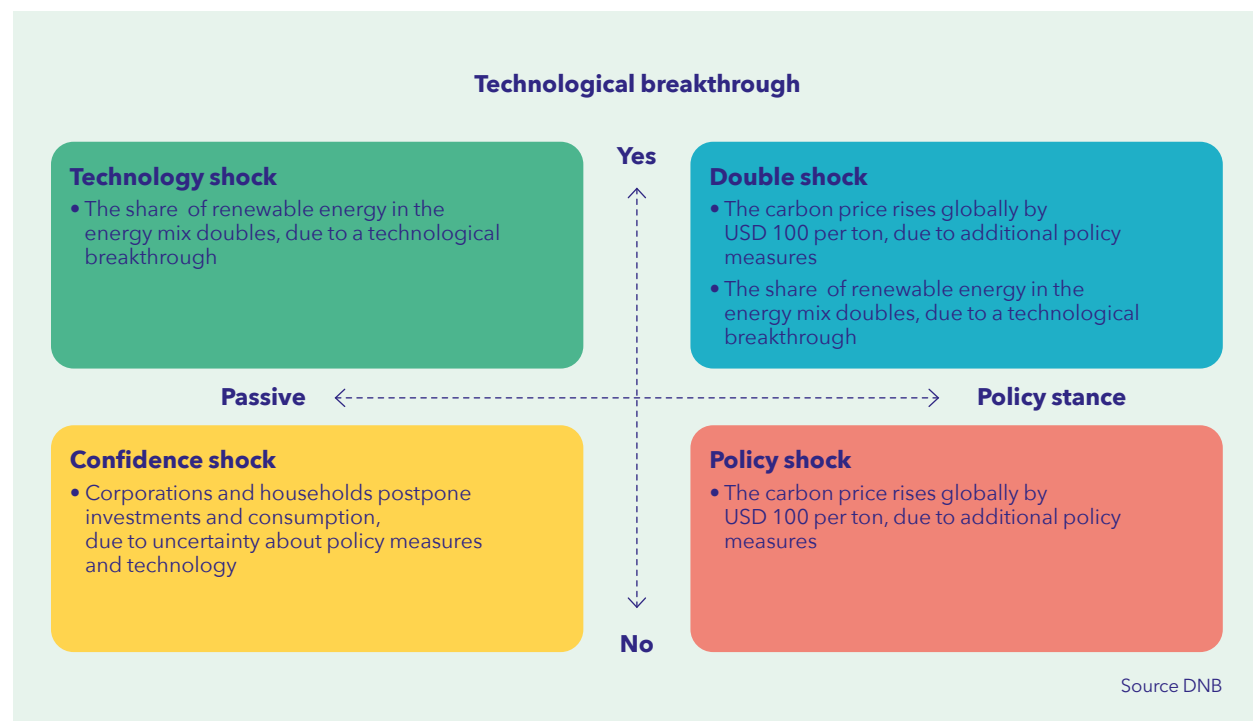 Technological breakthrough
Yes
Technology shock
• The share of renewable energy in the
energy mix doubles, due to a technological
breakthrough
Double shock
• The carbon price rises globally by
USD 100 per ton, due to additional policy
measures
• The share of renewable energy in the
energy mix doubles, due to a technological
breakthrough
Passive
Policy stance
Confidence shock
• Corporations and households postpone
investments and consumption,
due to uncertainty about policy measures
and technology
Policy shock
• The carbon price rises globally by
USD 100 per ton, due to additional policy
measures
No
Source DNB